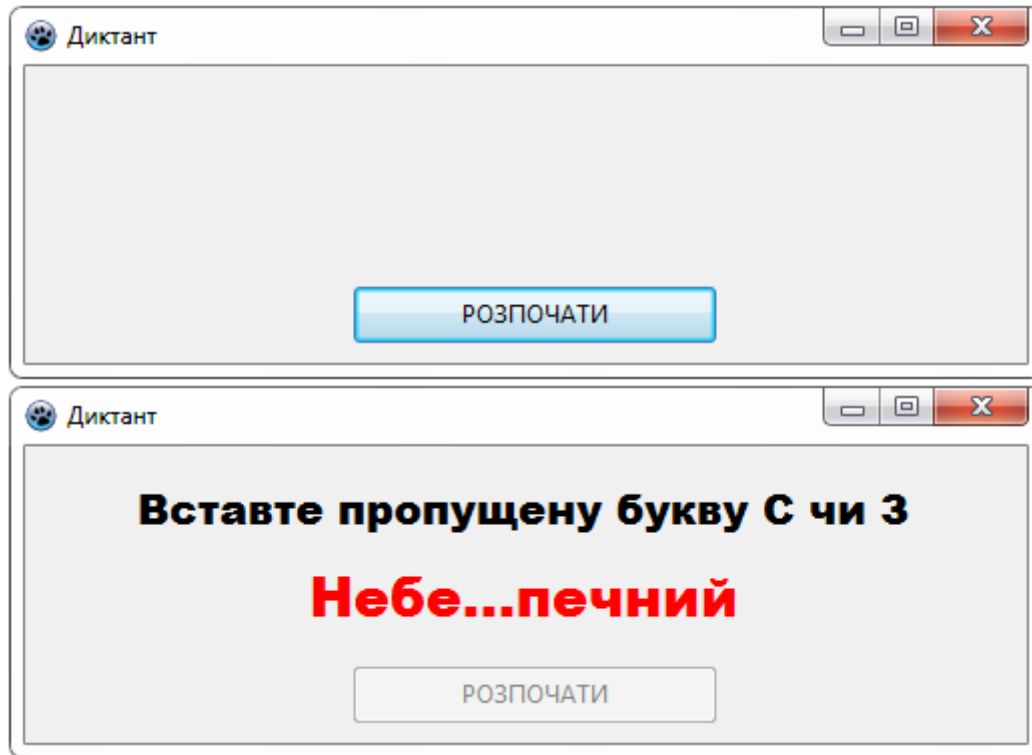 Диктант
РОЗПОЧАТИ
Диктант
Вставте пропущену букву С чи З
Небе...печний
РОЗПОЧАТИ